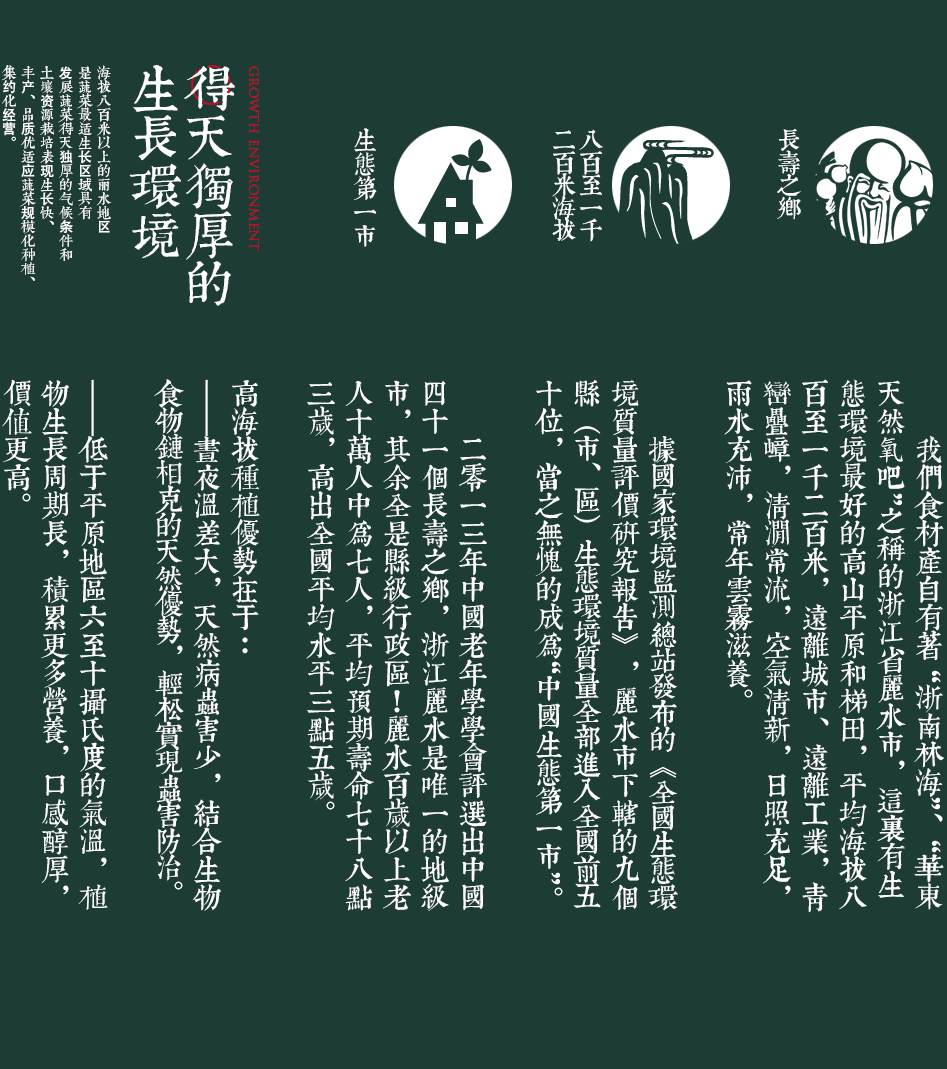 GROWTH ENVIRONMENT
得天獨厚的
生長環境
海拔八百米以上的丽水地区
是蔬菜最适生长区域具有
发展蔬菜得天独厚的气候条件和
土壤资源栽培表现生长快、
丰产、品质优适应蔬菜规模化种植、
集约化经营。
長壽之鄉
八百至一千
二百米海拔
生態第一市
我們食材產自有著“浙南林海”、“華東
天然氧吧”之稱的浙江省麗水市，這裏有生
態環境最好的高山平原和梯田，平均海拔八
百至一千二百米，遠離城市、遠離工業，青
巒疊嶂，清澗常流，空氣清新，日照充足，
雨水充沛，常年雲霧滋養。
據國家環境監測總站發布的《全國生態環
境質量評價研究報告》，麗水市下轄的九個
縣（市、區）生態環境質量全部進入全國前五
十位，當之無愧的成爲“中國生態第一市”。
二零一三年中國老年學學會評選出中國
四十一個長壽之鄉，浙江麗水是唯一的地級
市，其余全是縣級行政區！麗水百歲以上老
人十萬人中爲七人，平均預期壽命七十八點
三歲，高出全國平均水平三點五歲。
高海拔種植優勢在于：
——晝夜溫差大，天然病蟲害少，結合生物
食物鏈相克的天然優勢，輕松實現蟲害防治。
——低于平原地區六至十攝氏度的氣溫，植
物生長周期長，積累更多營養，口感醇厚，
價值更高。